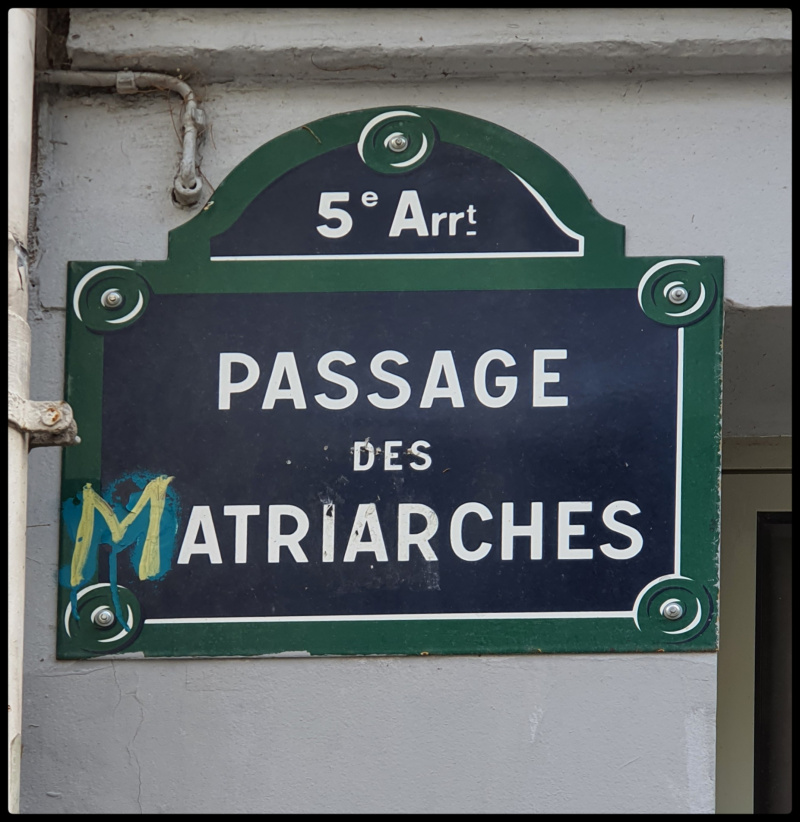 5e Arrt
PASSAGE
DES
MATRIARCHES